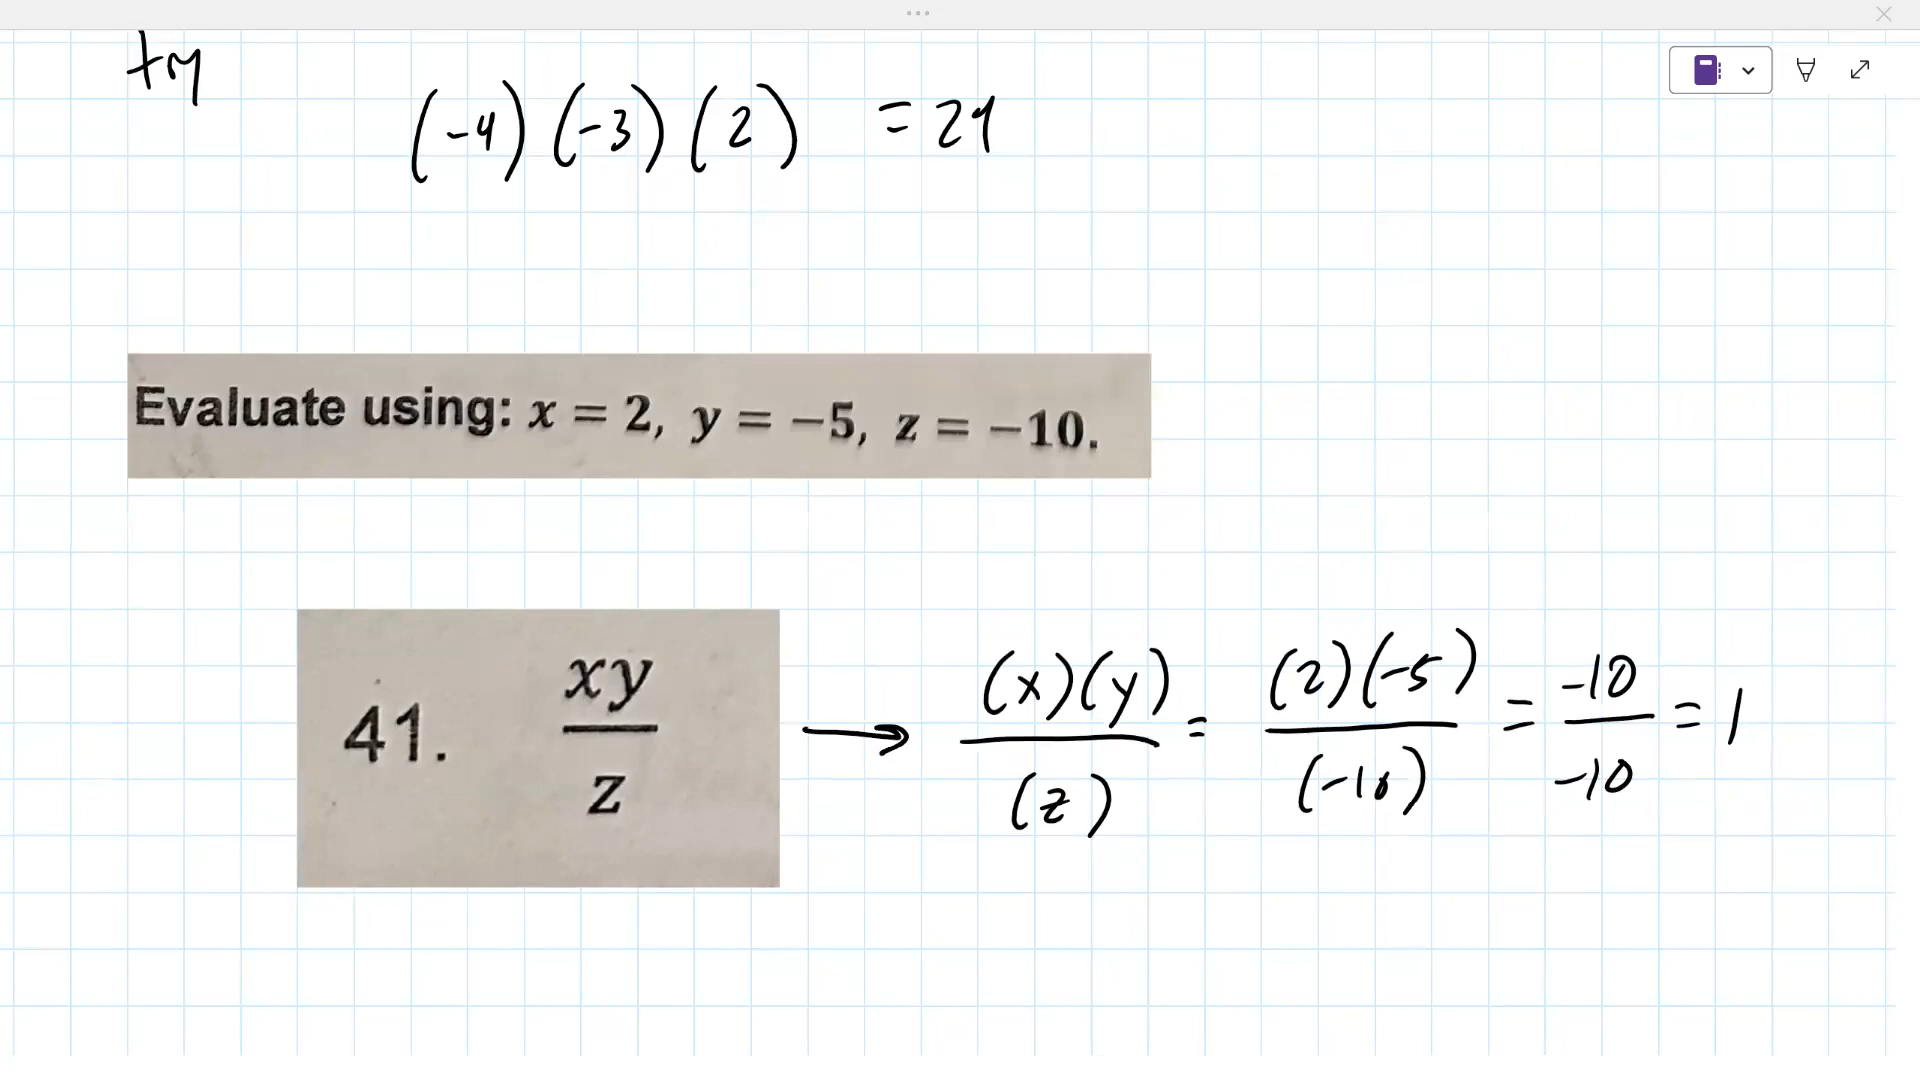 try
(-4)(-3)(2) = 24
Evaluate using: x = 2, y = −5, z = −10.
41. xy/z → (x)(y)/(z) = (2)(-5)/(-10) = -10/-10 = 1